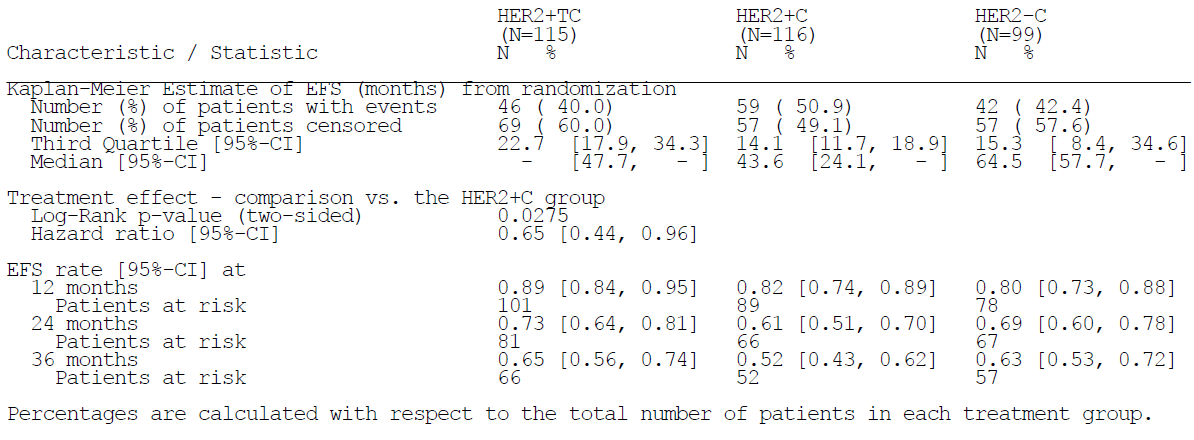 HER2+TC HER2+C HER2-C
(N=115) (N=116) (N=99)
Characteristic / Statistic N % N % N %
Kaplan-Meier Estimate of EFS (months) from randomization
Number (%) of patients with events 46 ( 40.0) 59 ( 50.9) 42 ( 42.4)
Number (%) of patients censored 69 ( 60.0) 57 ( 49.1) 57 ( 57.6)
Third Quartile [95%-CI] 22.7 [17.9, 34.3] 14.1 [11.7, 18.9] 15.3 [ 8.4, 34.6]
Median [95%-CI] - [47.7, - ] 43.6 [24.1, - ] 64.5 [57.7, - ]
Treatment effect - comparison vs. the HER2+C group
Log-Rank p-value (two-sided) 0.0275
Hazard ratio [95%-CI] 0.65 [0.44, 0.96]
EFS rate [95%-CI] at
12 months 0.89 [0.84, 0.95] 0.82 [0.74, 0.89] 0.80 [0.73, 0.88]
Patients at risk 101 89 78
24 months 0.73 [0.64, 0.81] 0.61 [0.51, 0.70] 0.69 [0.60, 0.78]
Patients at risk 81 66 67
36 months 0.65 [0.56, 0.74] 0.52 [0.43, 0.62] 0.63 [0.53, 0.72]
Patients at risk 66 52 57
Percentages are calculated with respect to the total number of patients in each treatment group.